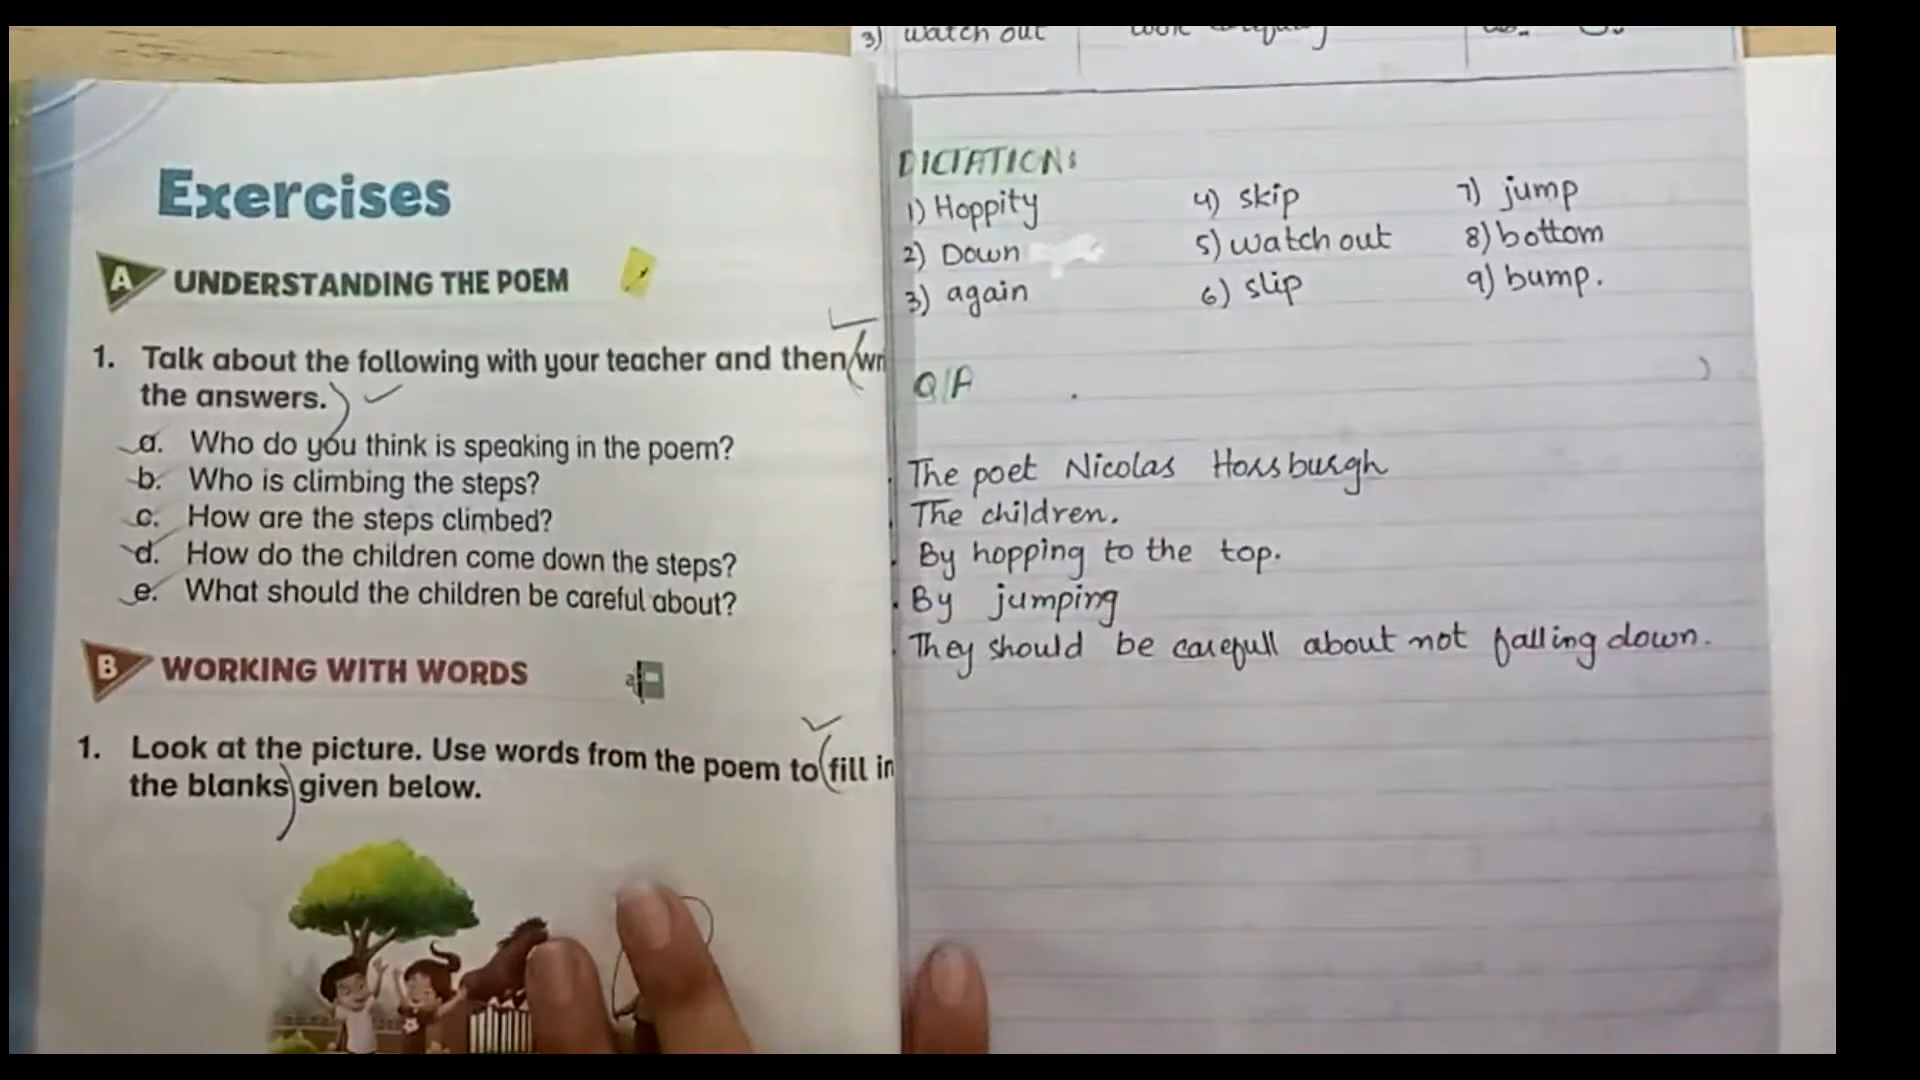 3) watch out
Exercises
A UNDERSTANDING THE POEM
1. Talk about the following with your teacher and then
the answers.
a. Who do you think is speaking in the poem?
b. Who is climbing the steps?
c. How are the steps climbed?
d. How do the children come down the steps?
e. What should the children be careful about?
B WORKING WITH WORDS
1. Look at the picture. Use words from the poem to fill in
the blanks given below.
DICTATION:
1) Hoppity 4) skip 7) jump
2) Down 5) watch out 8) bottom
3) again 6) slip 9) bump.
Q/A
The poet Nicolas Horsburgh
The children.
By hopping to the top.
By jumping
They should be carefull about not falling down.